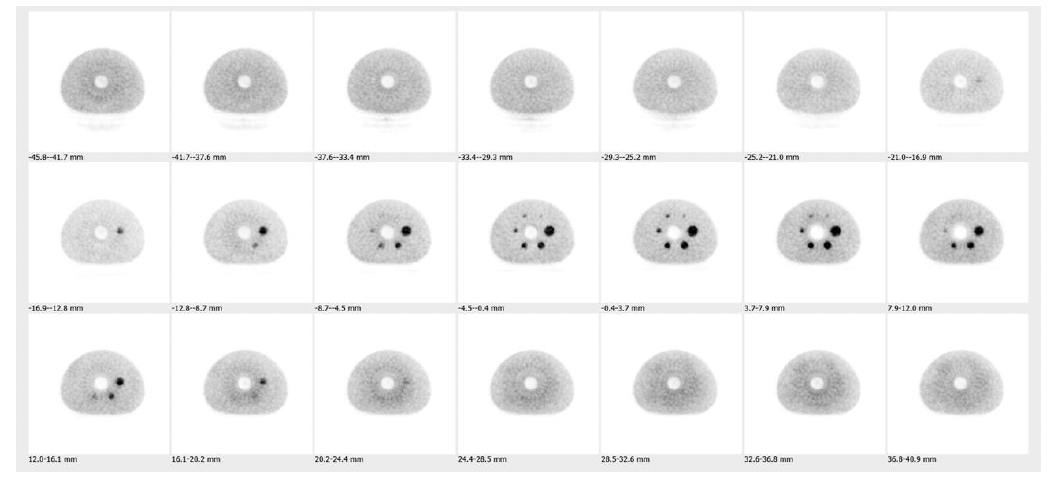 -45.8--41.7 mm
-41.7--37.6 mm
-37.6--33.4 mm
-33.4--29.3 mm
-29.3--25.2 mm
-25.2--21.0 mm
-21.0--16.9 mm
-16.9--12.8 mm
-12.8--8.7 mm
-8.7--4.5 mm
-4.5--0.4 mm
-0.4-3.7 mm
3.7-7.9 mm
7.9-12.0 mm
12.0-16.1 mm
16.1-20.2 mm
20.2-24.4 mm
24.4-28.5 mm
28.5-32.6 mm
32.6-36.8 mm
36.8-40.9 mm